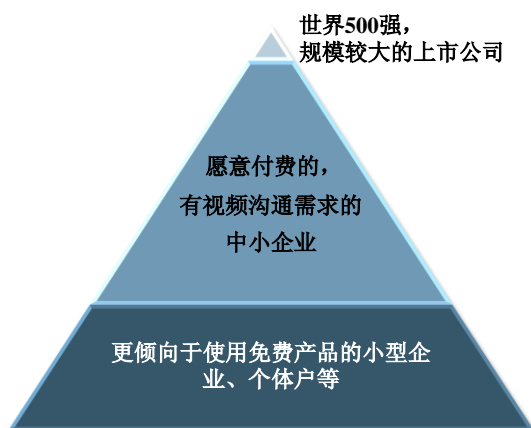 世界500强，
规模较大的上市公司
愿意付费的，
有视频沟通需求的
中小企业
更倾向于使用免费产品的小型企
业、个体户等